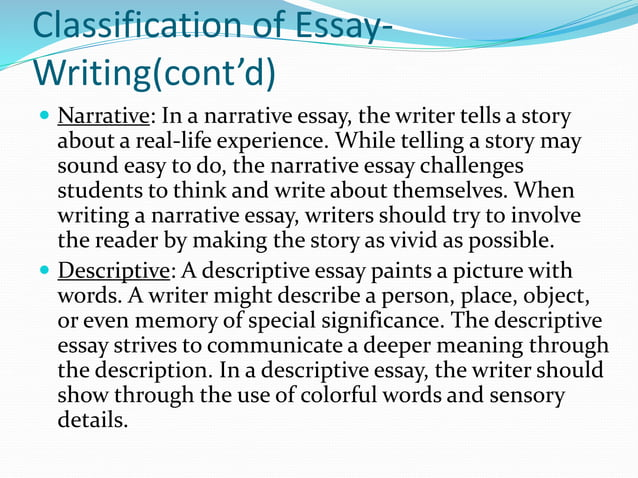 Classification of Essay-
Writing(cont’d)
Narrative: In a narrative essay, the writer tells a story
about a real-life experience. While telling a story may
sound easy to do, the narrative essay challenges
students to think and write about themselves. When
writing a narrative essay, writers should try to involve
the reader by making the story as vivid as possible.
Descriptive: A descriptive essay paints a picture with
words. A writer might describe a person, place, object,
or even memory of special significance. The descriptive
essay strives to communicate a deeper meaning through
the description. In a descriptive essay, the writer should
show through the use of colorful words and sensory
details.